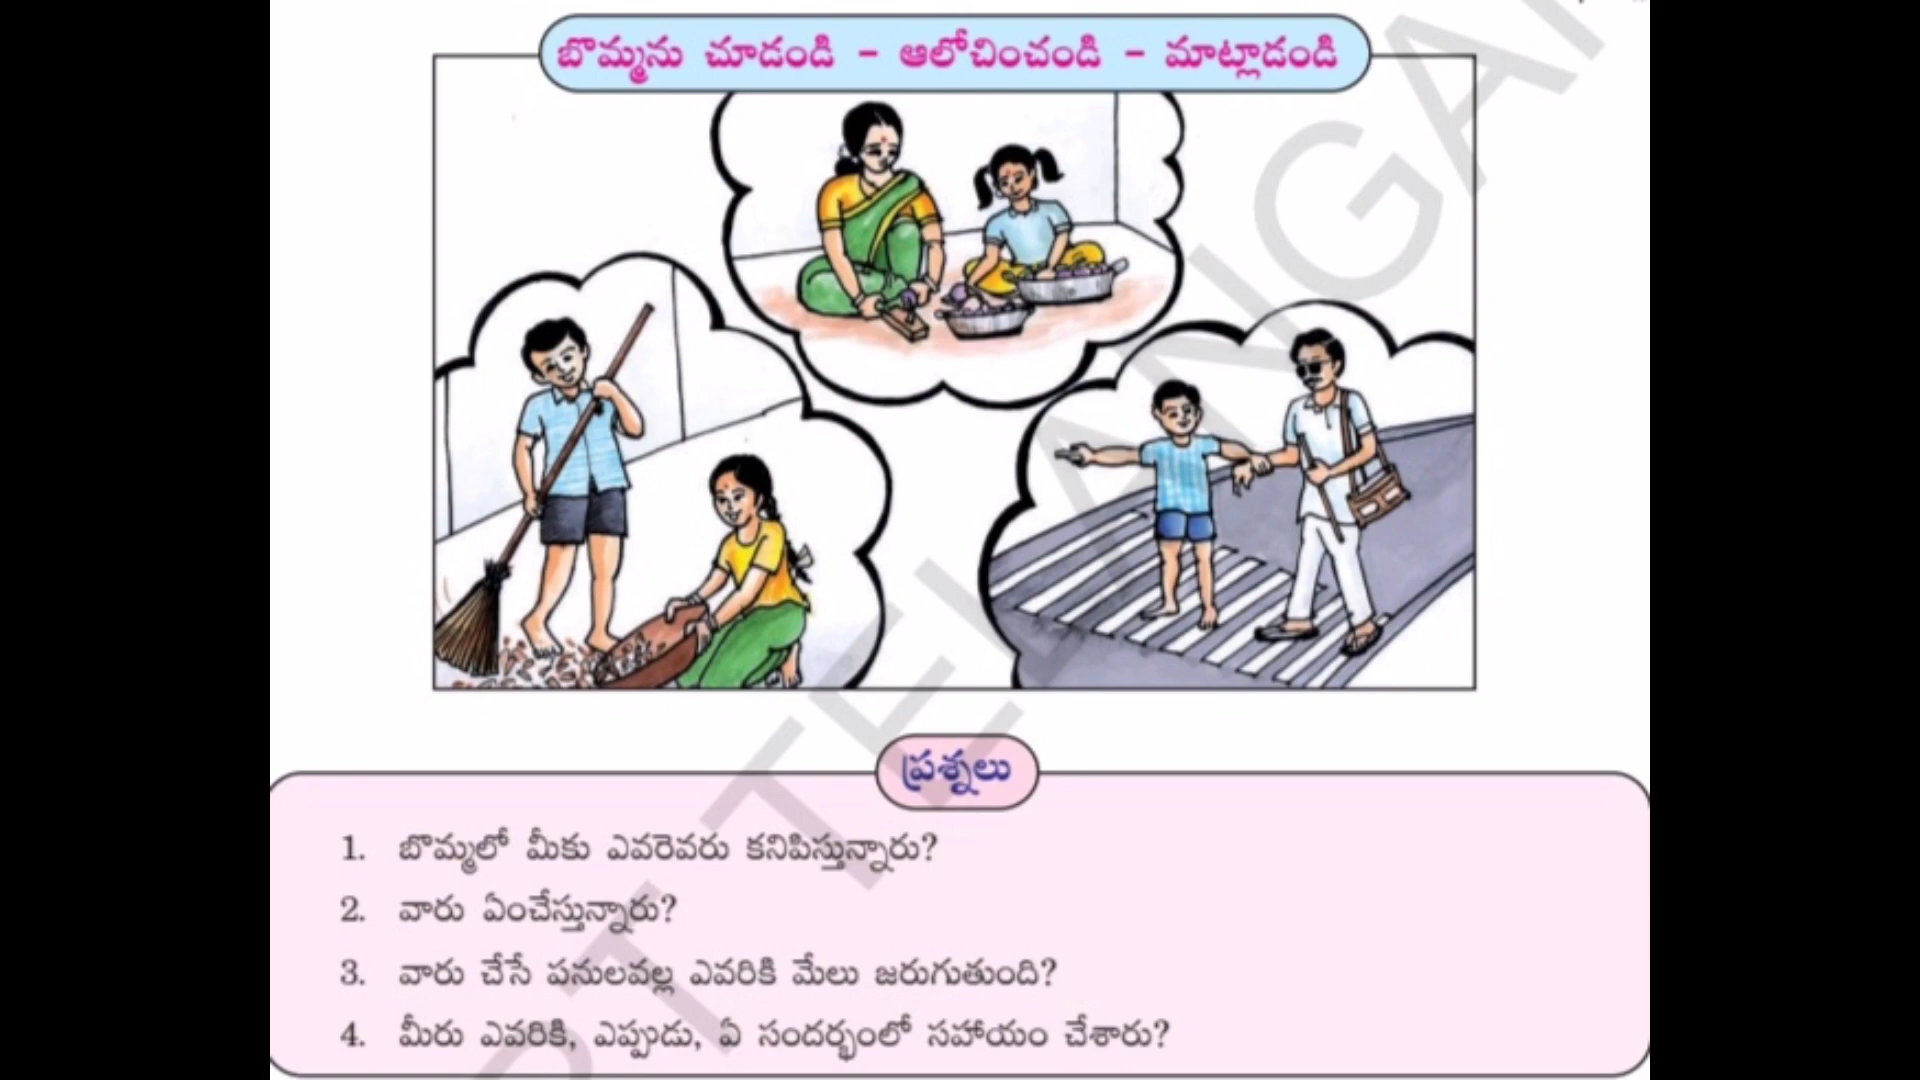 బొమ్మను చూడండి - ఆలోచించండి - మాట్లాడండి
ప్రశ్నలు
1. బొమ్మలో మీకు ఎవరెవరు కనిపిస్తున్నారు?
2. వారు ఏంచేస్తున్నారు?
3. వారు చేసే పనులవల్ల ఎవరికి మేలు జరుగుతుంది?
4. మీరు ఎవరికి, ఎప్పుడు, ఏ సందర్భంలో సహాయం చేశారు?